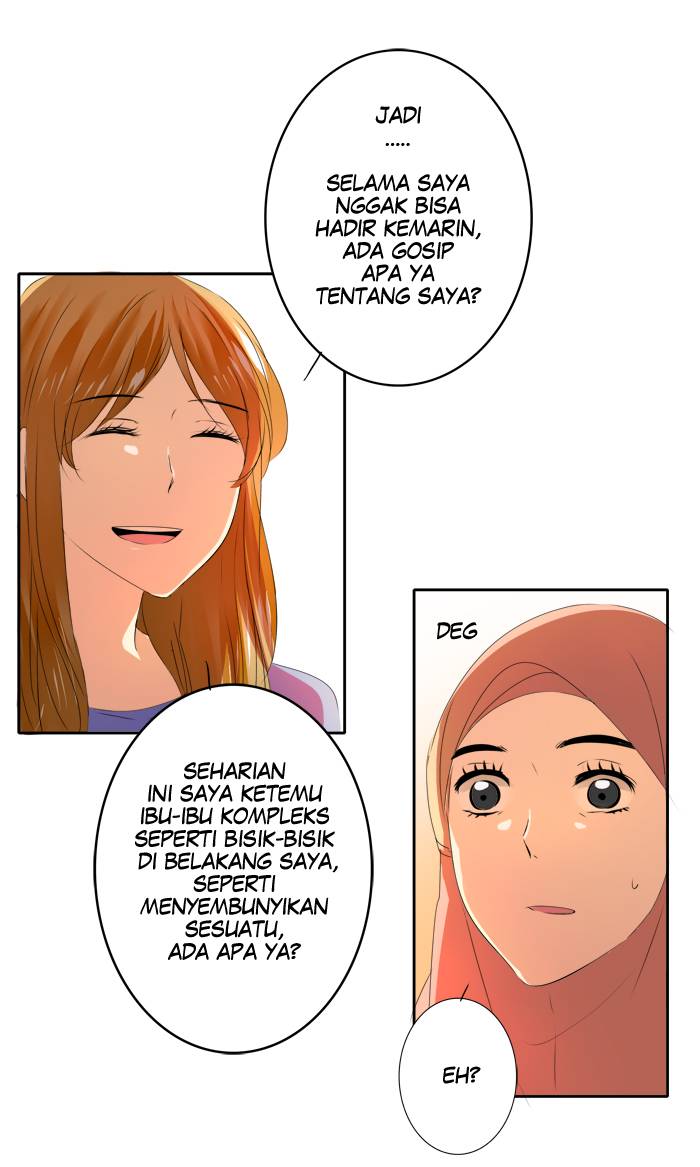 JADI
.....
SELAMA SAYA
NGGAK BISA
HADIR KEMARIN,
ADA GOSIP
APA YA
TENTANG SAYA?
SEHARIAN
INI SAYA KETEMU
IBU-IBU KOMPLEKS
SEPERTI BISIK-BISIK
DI BELAKANG SAYA,
SEPERTI
MENYEMBUNYIKAN
SESUATU,
ADA APA YA?
DEG
EH?